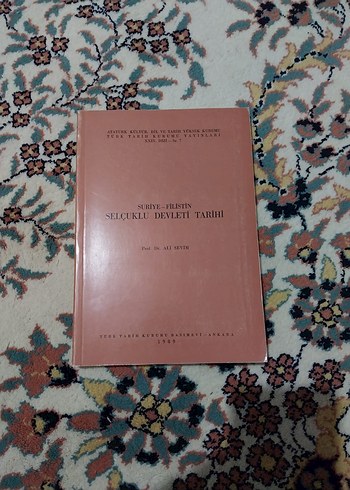 ATATÜRK KÜLTÜR, DİL VE TARİH YÜKSEK KURUMU
TÜRK TARİH KURUMU YAYINLARI
SURİYE - FİLİSTİN
SELÇUKLU DEVLETİ TARİHİ
Prof. Dr. ALİ SEVİM
TÜRK TARİH KURUMU BASIMEVİ - ANKARA
1989